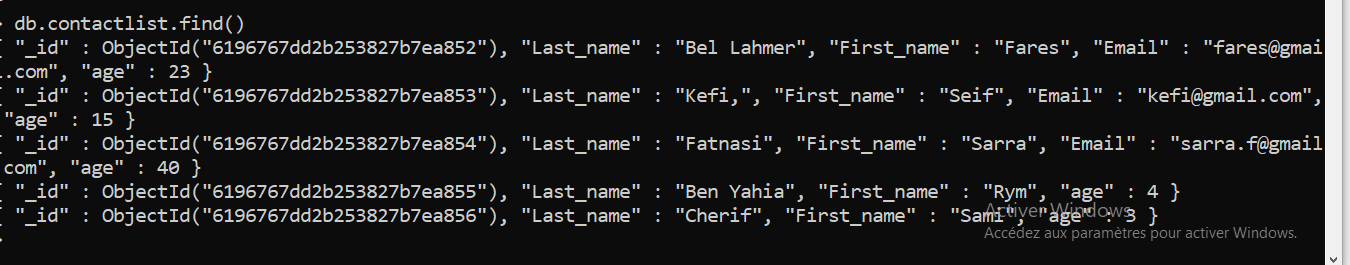 db.contactlist.find()
{ "_id" : ObjectId("6196767dd2b253827b7ea852"), "Last_name" : "Bel Lahmer", "First_name" : "Fares", "Email" : "fares@gmai
l.com", "age" : 23 }
{ "_id" : ObjectId("6196767dd2b253827b7ea853"), "Last_name" : "Kefi,", "First_name" : "Seif", "Email" : "kefi@gmail.com",
"age" : 15 }
{ "_id" : ObjectId("6196767dd2b253827b7ea854"), "Last_name" : "Fatnasi", "First_name" : "Sarra", "Email" : "sarra.f@gmail
.com", "age" : 40 }
{ "_id" : ObjectId("6196767dd2b253827b7ea855"), "Last_name" : "Ben Yahia", "First_name" : "Rym", "age" : 4 }
{ "_id" : ObjectId("6196767dd2b253827b7ea856"), "Last_name" : "Cherif", "First_name" : "Sami", "age" : 3 }
Activer Windows
Accédez aux paramètres pour activer Windows.